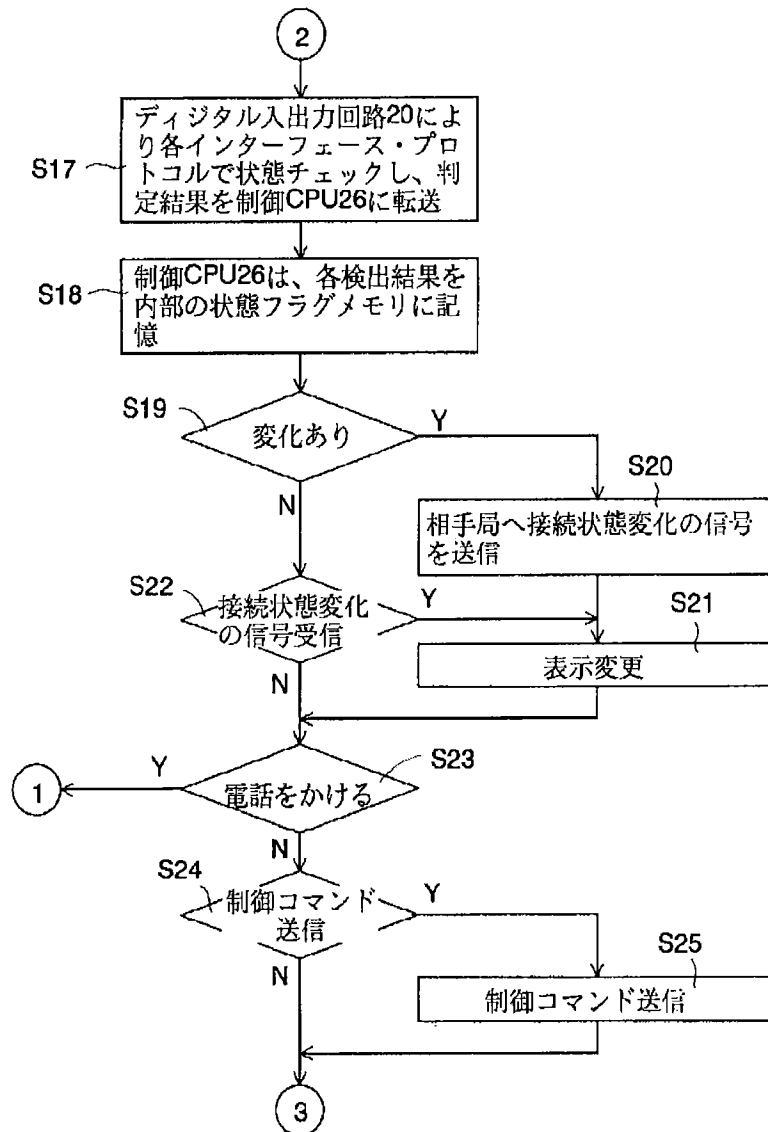 2
S17
ディジタル入出力回路20により
り各インターフェース・プロ
トコルで状態チェックし、判
定結果を制御CPU26に転送
S18
制御CPU26は、各検出結果を
内部の状態フラグメモリに記
憶
S19
変化あり
Y
N
S20
相手局へ接続状態変化の信号
を送信
S22
接続状態変化
の信号受信
Y
N
S21
表示変更
S23
電話をかける
Y
1
N
S24
制御コマンド
送信
Y
N
S25
制御コマンド送信
3